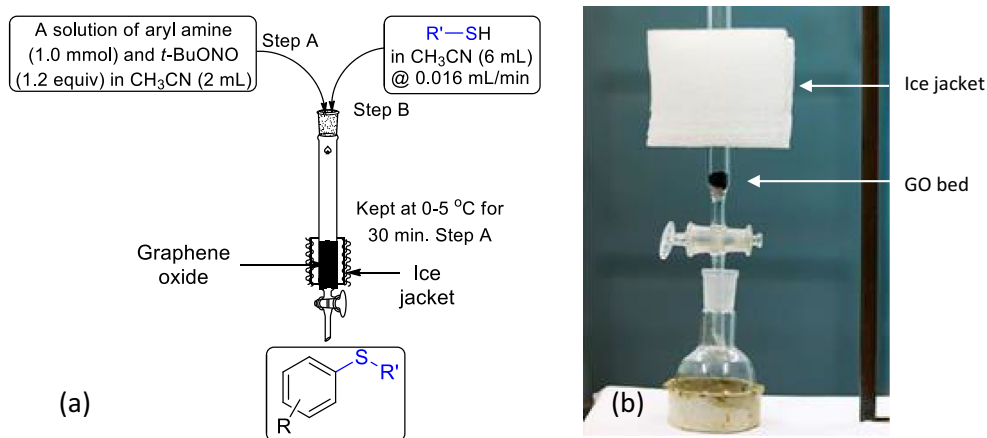 A solution of aryl amine
(1.0 mmol) and t-BuONO
(1.2 equiv) in CH₃CN (2 mL)
Step A
R'—SH
in CH₃CN (6 mL)
@ 0.016 mL/min
Step B
Kept at 0-5 °C for
30 min. Step A
Graphene
oxide
Ice
jacket
S
R'
R
(a)
Ice jacket
GO bed
(b)